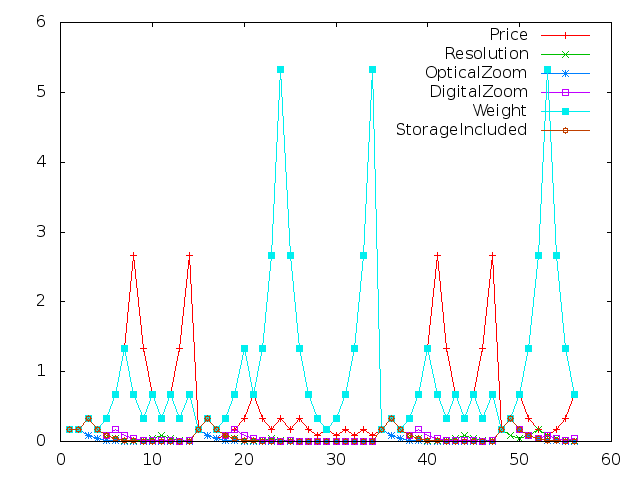 6
5
4
3
2
1
0
0 10 20 30 40 50 60
Price
Resolution
OpticalZoom
DigitalZoom
Weight
StorageIncluded